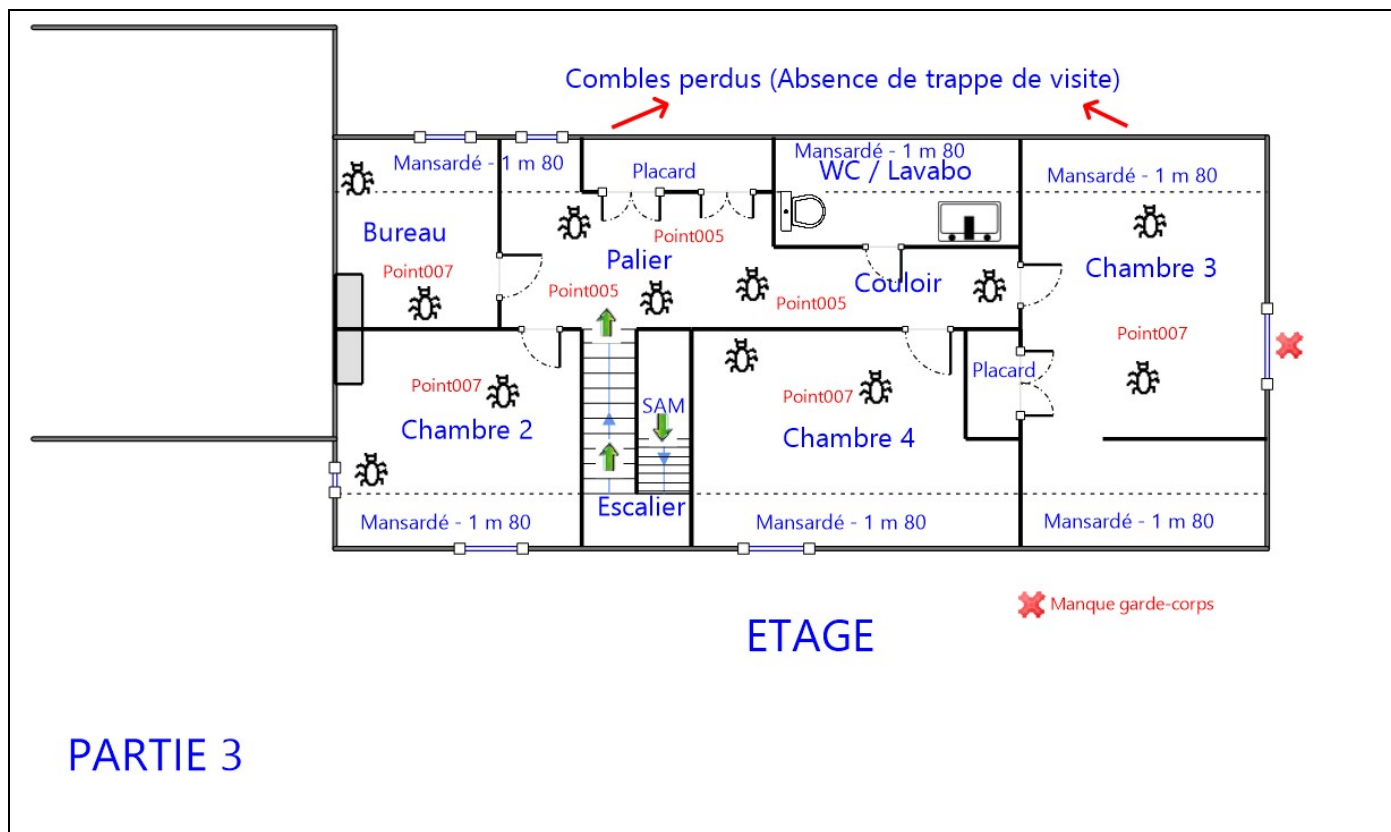 Combles perdus (Absence de trappe de visite)
Mansardé - 1 m 80
Placard
Mansardé - 1 m 80
WC / Lavabo
Mansardé - 1 m 80
Bureau
Point007
Palier
Point005
Point005
Couloir
Point005
Chambre 3
Point007
Point007
Chambre 2
SAM
Point007
Chambre 4
Placard
Mansardé - 1 m 80
Escalier
Mansardé - 1 m 80
Mansardé - 1 m 80
Manque garde-corps
ETAGE
PARTIE 3